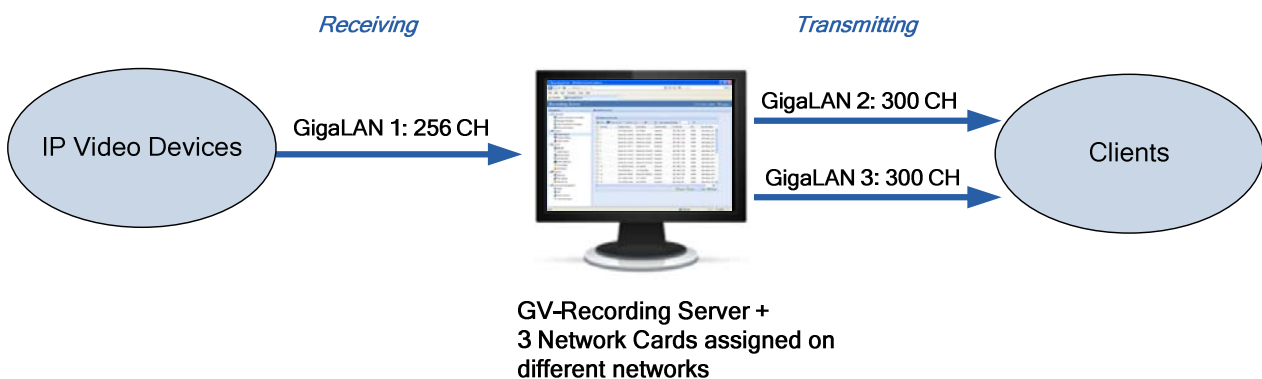 Receiving
Transmitting
IP Video Devices
GigaLAN 1: 256 CH
GigaLAN 2: 300 CH
GigaLAN 3: 300 CH
Clients
GV-Recording Server +
3 Network Cards assigned on
different networks